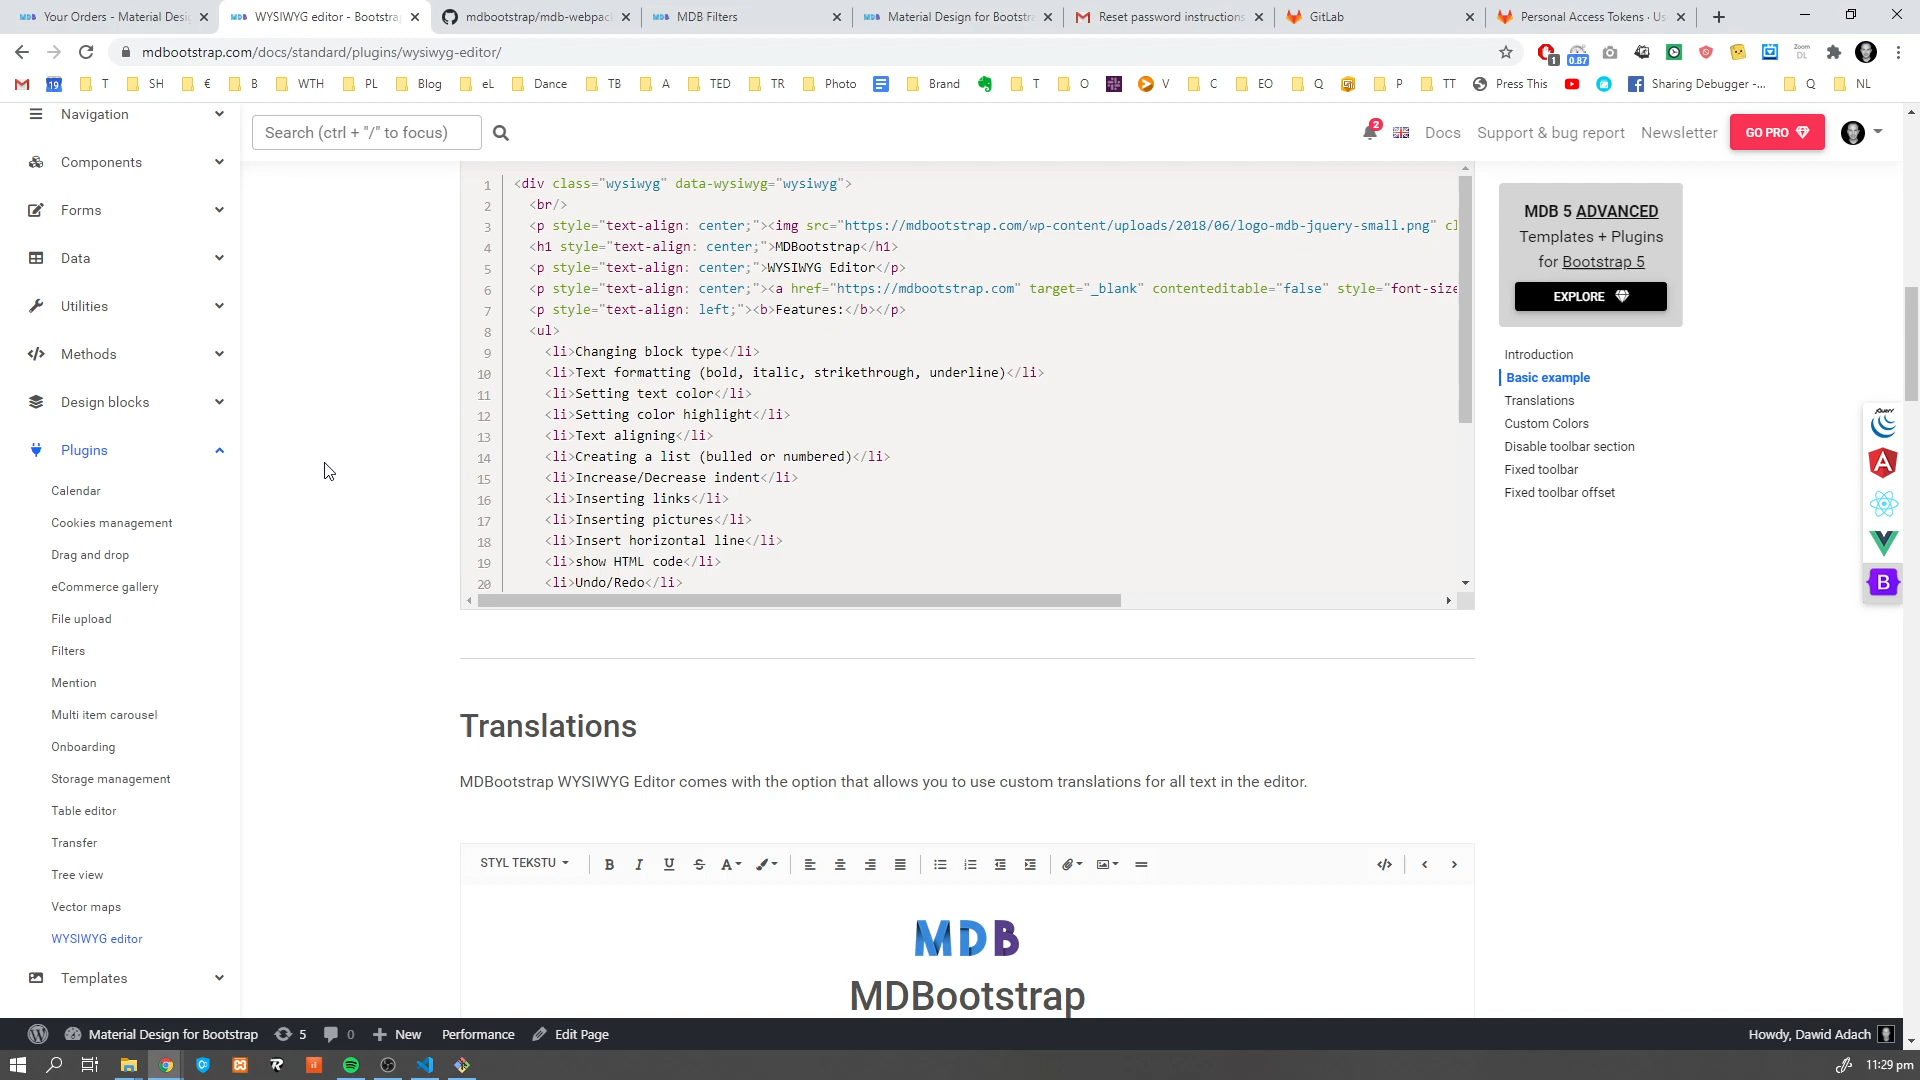 Your Orders - Material Desi
WYSIWYG editor - Bootstra
mdbootstrap/mdb-webpac
MDB Filters
Material Design for Bootstr
Reset password instructions
GitLab
Personal Access Tokens · Us
mdbootstrap.com/docs/standard/plugins/wysiwyg-editor/
1
0.87
Zoom
DL
19
T
SH
€
B
WTH
PL
Blog
eL
Dance
TB
A
TED
TR
Photo
Brand
T
O
V
C
EO
Q
P
TT
Press This
Sharing Debugger -...
Q
NL
Search (ctrl + "/" to focus)
2
Docs
Support & bug report
Newsletter
GO PRO
Navigation
Components
Forms
Data
Utilities
Methods
Design blocks
Plugins
Calendar
Cookies management
Drag and drop
eCommerce gallery
File upload
Filters
Mention
Multi item carousel
Onboarding
Storage management
Table editor
Transfer
Tree view
Vector maps
WYSIWYG editor
Templates
1 <div class="wysiwyg" data-wysiwyg="wysiwyg">
2 <br/>
3 <p style="text-align: center;"><img src="https://mdbootstrap.com/wp-content/uploads/2018/06/logo-mdb-jquery-small.png" cl
4 <h1 style="text-align: center;">MDBootstrap</h1>
5 <p style="text-align: center;">WYSIWYG Editor</p>
6 <p style="text-align: center;"><a href="https://mdbootstrap.com" target="_blank" contenteditable="false" style="font-size
7 <p style="text-align: left;"><b>Features:</b></p>
8 <ul>
9 <li>Changing block type</li>
10 <li>Text formatting (bold, italic, strikethrough, underline)</li>
11 <li>Setting text color</li>
12 <li>Setting color highlight</li>
13 <li>Text aligning</li>
14 <li>Creating a list (bulled or numbered)</li>
15 <li>Increase/Decrease indent</li>
16 <li>Inserting links</li>
17 <li>Inserting pictures</li>
18 <li>Insert horizontal line</li>
19 <li>show HTML code</li>
20 <li>Undo/Redo</li>
MDB 5 ADVANCED
Templates + Plugins
for Bootstrap 5
EXPLORE
Introduction
Basic example
Translations
Custom Colors
Disable toolbar section
Fixed toolbar
Fixed toolbar offset
jQuery
A
B
Translations
MDBootstrap WYSIWYG Editor comes with the option that allows you to use custom translations for all text in the editor.
STYL TEKSTU
B I U S A
MDB
MDBootstrap
Material Design for Bootstrap
5
0
New
Performance
Edit Page
Howdy, Dawid Adach
11:29 pm